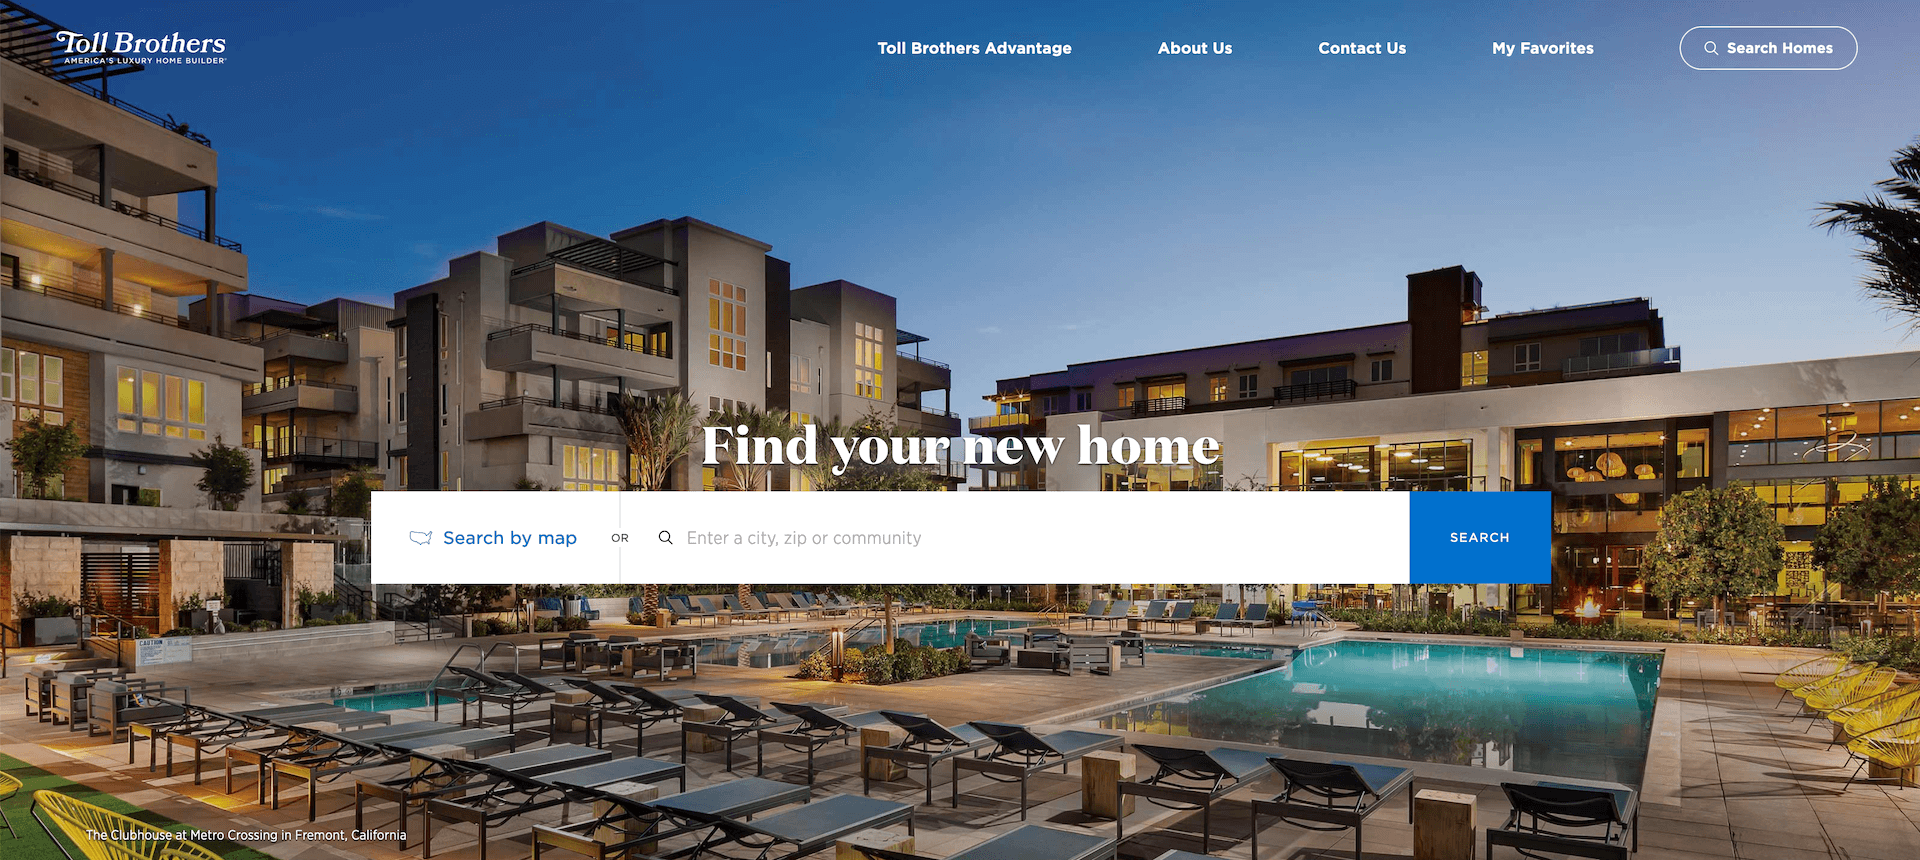 Toll Brothers
AMERICA'S LUXURY HOME BUILDER®
Toll Brothers Advantage
About Us
Contact Us
My Favorites
Search Homes
Find your new home
Search by map
OR
Enter a city, zip or community
SEARCH
CAUTION
The Clubhouse at Metro Crossing in Fremont, California